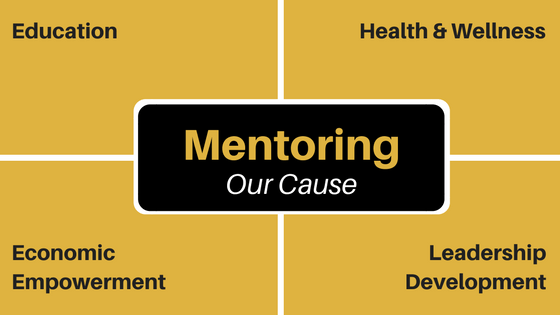 Education
Health & Wellness
Mentoring
Our Cause
Economic
Empowerment
Leadership
Development